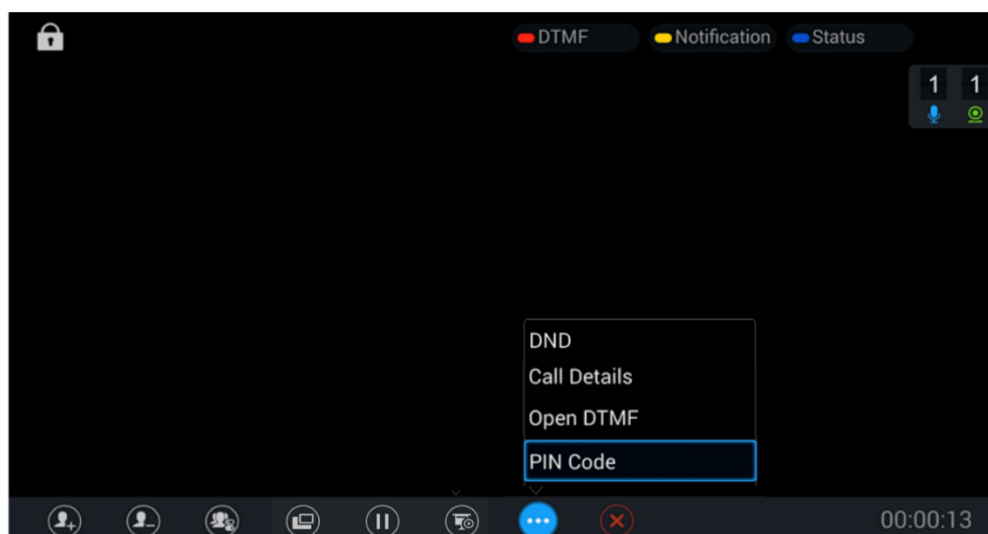 DTMF Notification Status
1 1
DND
Call Details
Open DTMF
PIN Code
00:00:13